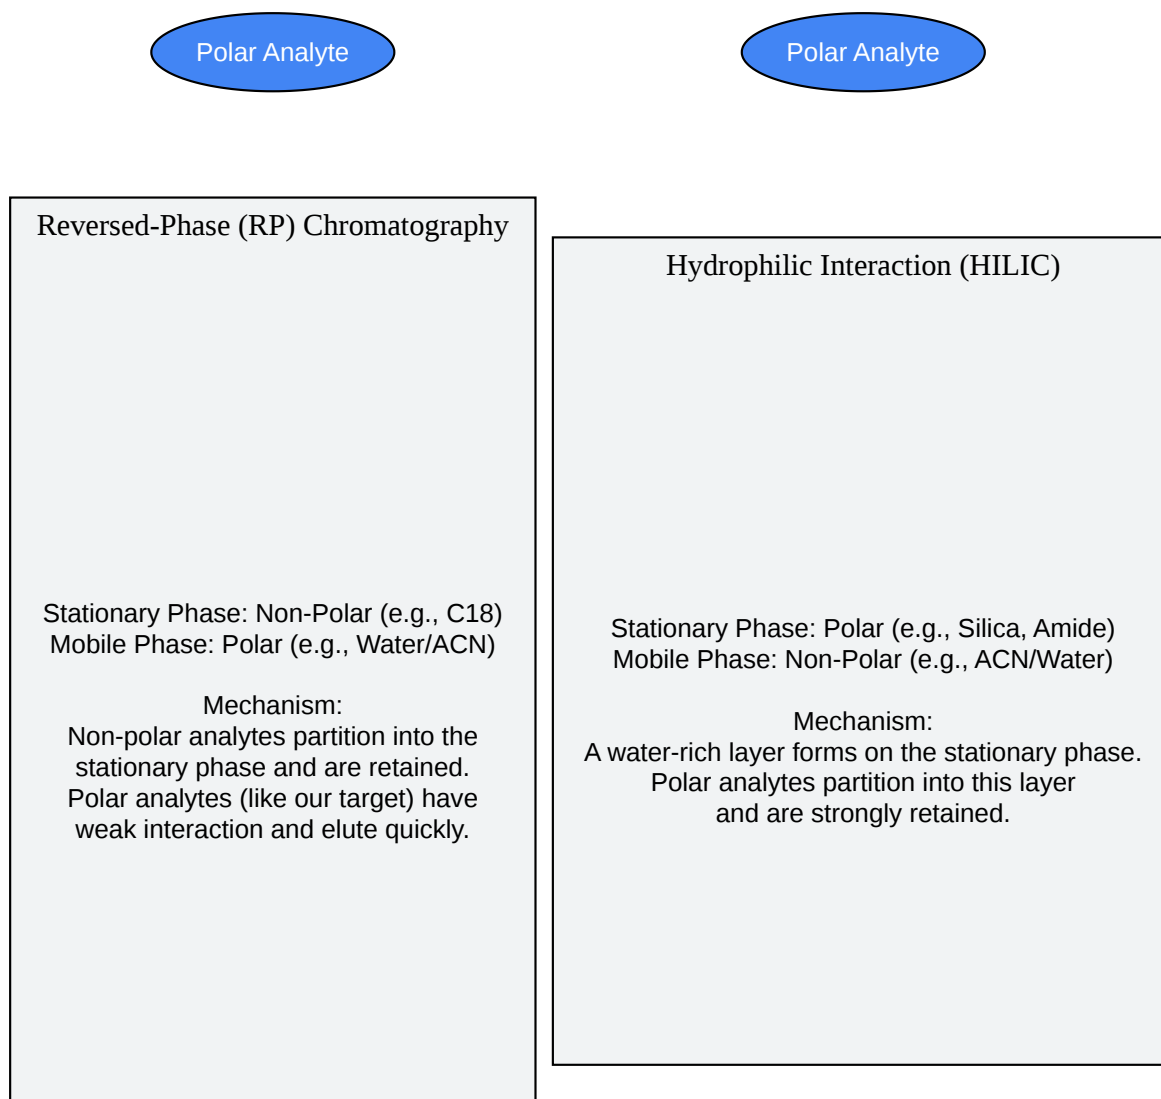 Polar Analyte
Polar Analyte
Reversed-Phase (RP) Chromatography
Stationary Phase: Non-Polar (e.g., C18)
Mobile Phase: Polar (e.g., Water/ACN)
Mechanism:
Non-polar analytes partition into the
stationary phase and are retained.
Polar analytes (like our target) have
weak interaction and elute quickly.
Hydrophilic Interaction (HILIC)
Stationary Phase: Polar (e.g., Silica, Amide)
Mobile Phase: Non-Polar (e.g., ACN/Water)
Mechanism:
A water-rich layer forms on the stationary phase.
Polar analytes partition into this layer
and are strongly retained.